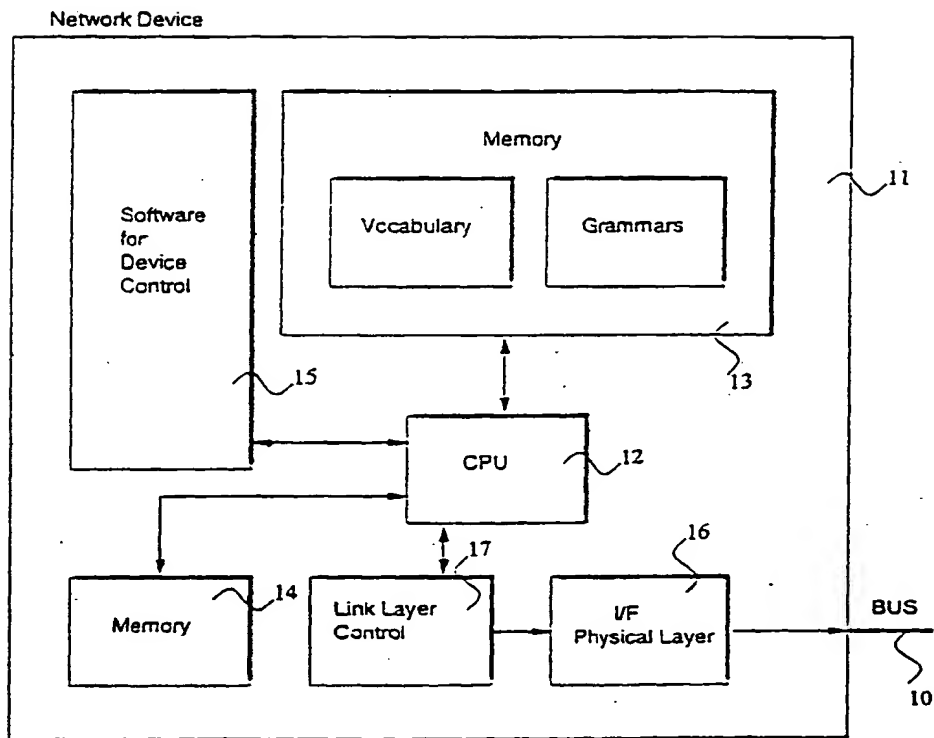 Network Device
Memory
Vocabulary
Grammars
11
Software
for
Device
Control
15
13
CPU
12
17
16
Memory
14
Link Layer
Control
I/F
Physical Layer
BUS
10